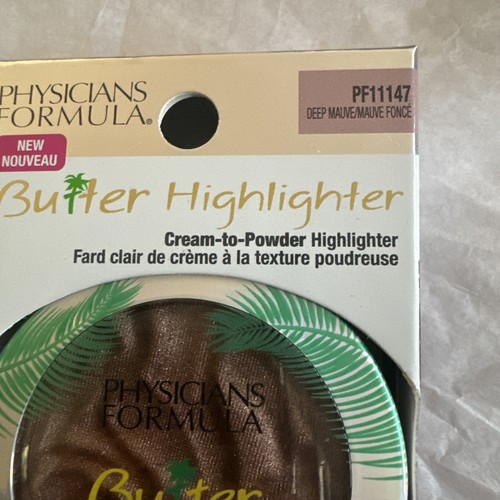 PHYSICIANS
FORMULA®
PF11147
DEEP MAUVE/MAUVE FONCÉ
NEW
NOUVEAU
Butter Highlighter
Cream-to-Powder Highlighter
Fard clair de crème à la texture poudreuse
PHYSICIANS
FORMULA
Butter